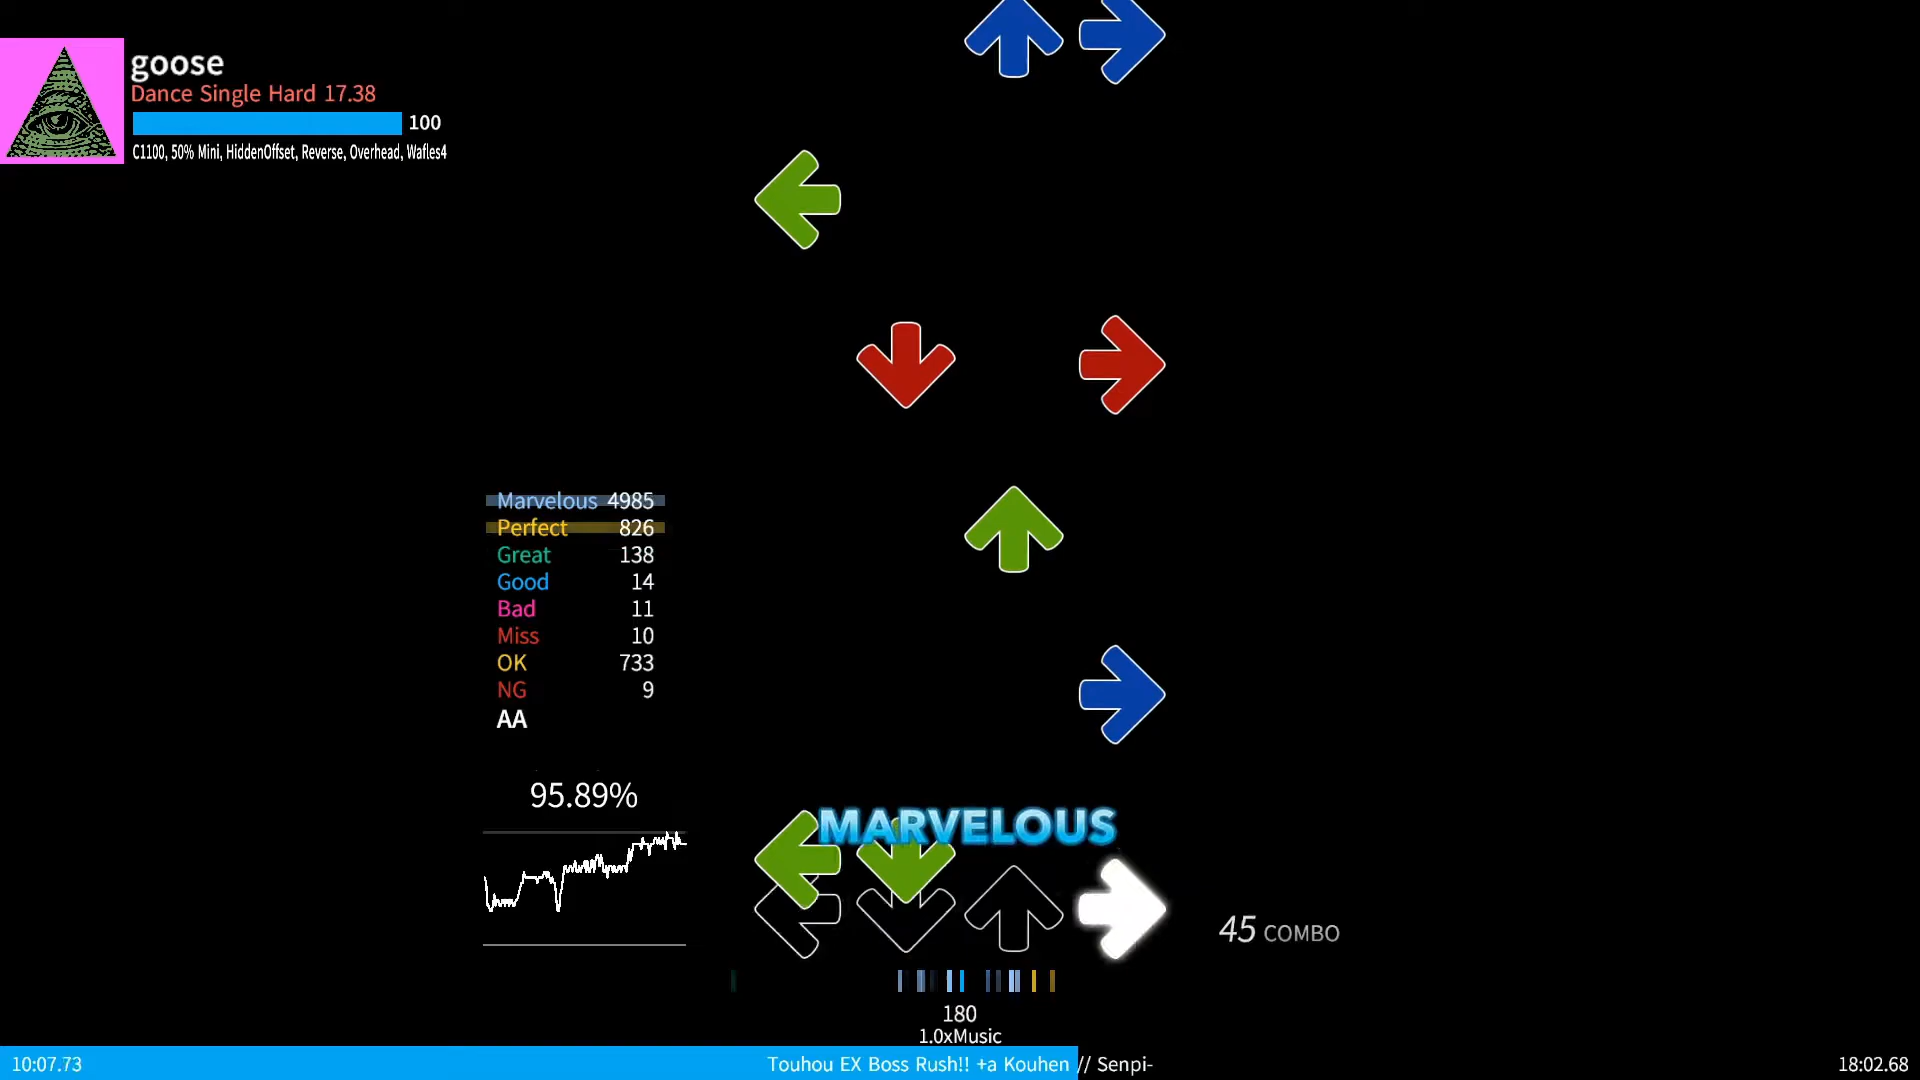 goose
Dance Single Hard 17.38
100
C1100, 50% Mini, HiddenOffset, Reverse, Overhead, Wafles4
Marvelous 4985
Perfect 826
Great 138
Good 14
Bad 11
Miss 10
OK 733
NG 9
AA
95.89%
MARVELOUS
45 COMBO
180
1.0xMusic
10:07.73 Touhou EX Boss Rush!! +a Kouhen // Senpi- 18:02.68